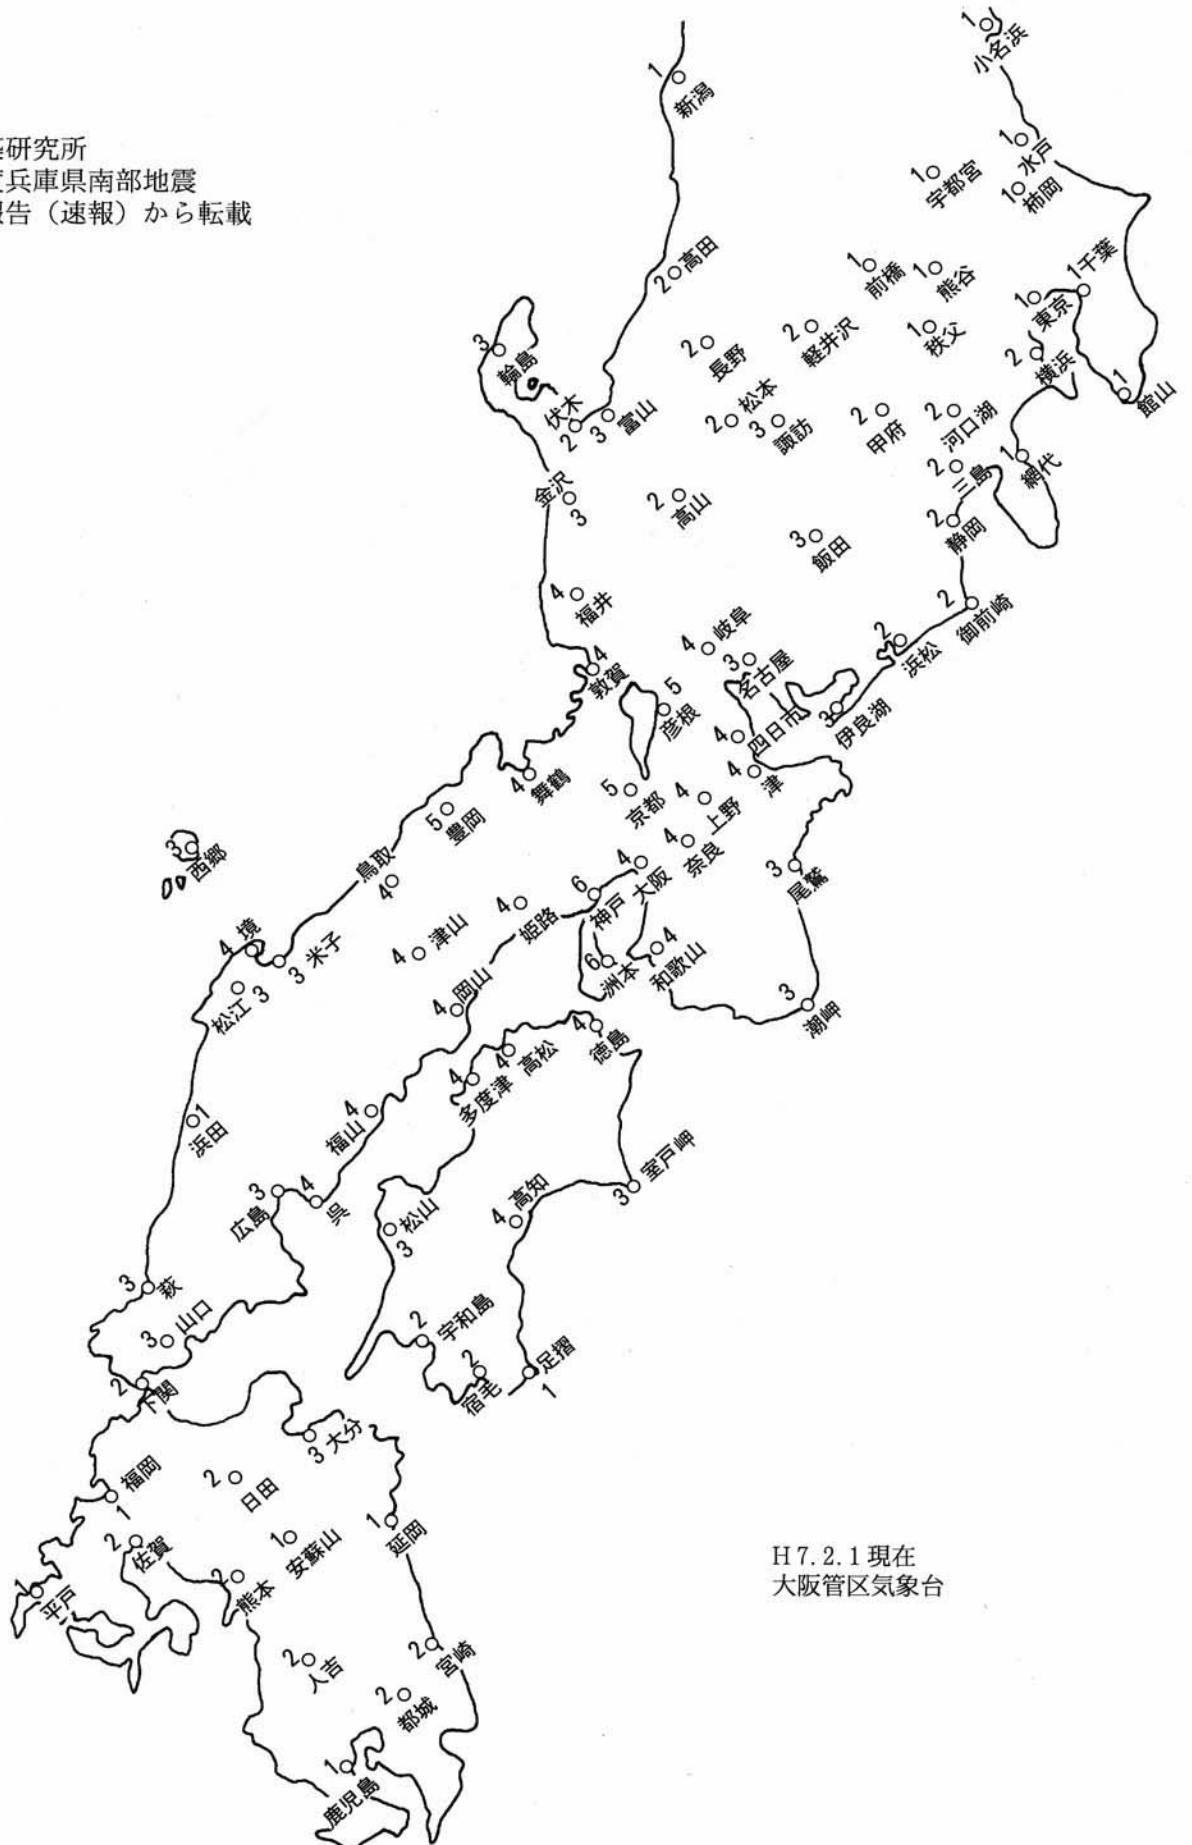 研究所
兵庫県南部地震
報告（速報）から転載
1
小名浜
1
新潟
1
水戸
1
宇都宮
1
柿岡
2
高田
1
前橋
1
熊谷
1
千葉
1
東京
3
輪島
2
長野
2
軽井沢
1
秩父
2
横浜
1
館山
伏木
2
3
富山
2
松本
3
諏訪
2
甲府
2
河口湖
1
網代
2
三島
金沢
3
2
高山
3
飯田
2
静岡
4
福井
2
御前崎
4
岐阜
3
名古屋
2
浜松
4
敦賀
5
彦根
3
伊良湖
4
四日市
4
津
4
舞鶴
5
京都
4
上野
5
豊岡
4
奈良
3
西郷
鳥取
4
4
大阪
3
尾鷲
4
姫路
6
神戸
4
境
3
米子
4
津山
6
洲本
4
和歌山
松江
3
4
岡山
3
潮岬
4
高松
4
徳島
4
多度津
1
浜田
4
福山
3
広島
4
呉
松山
3
4
高知
3
室戸岬
3
萩
3
山口
2
宇和島
2
宿毛
足摺
1
2
下関
3
大分
福岡
1
2
日田
2
佐賀
1
安蘇山
1
延岡
1
平戸
2
熊本
2
人吉
2
宮崎
2
都城
1
鹿児島
H7.2.1現在
大阪管区気象台